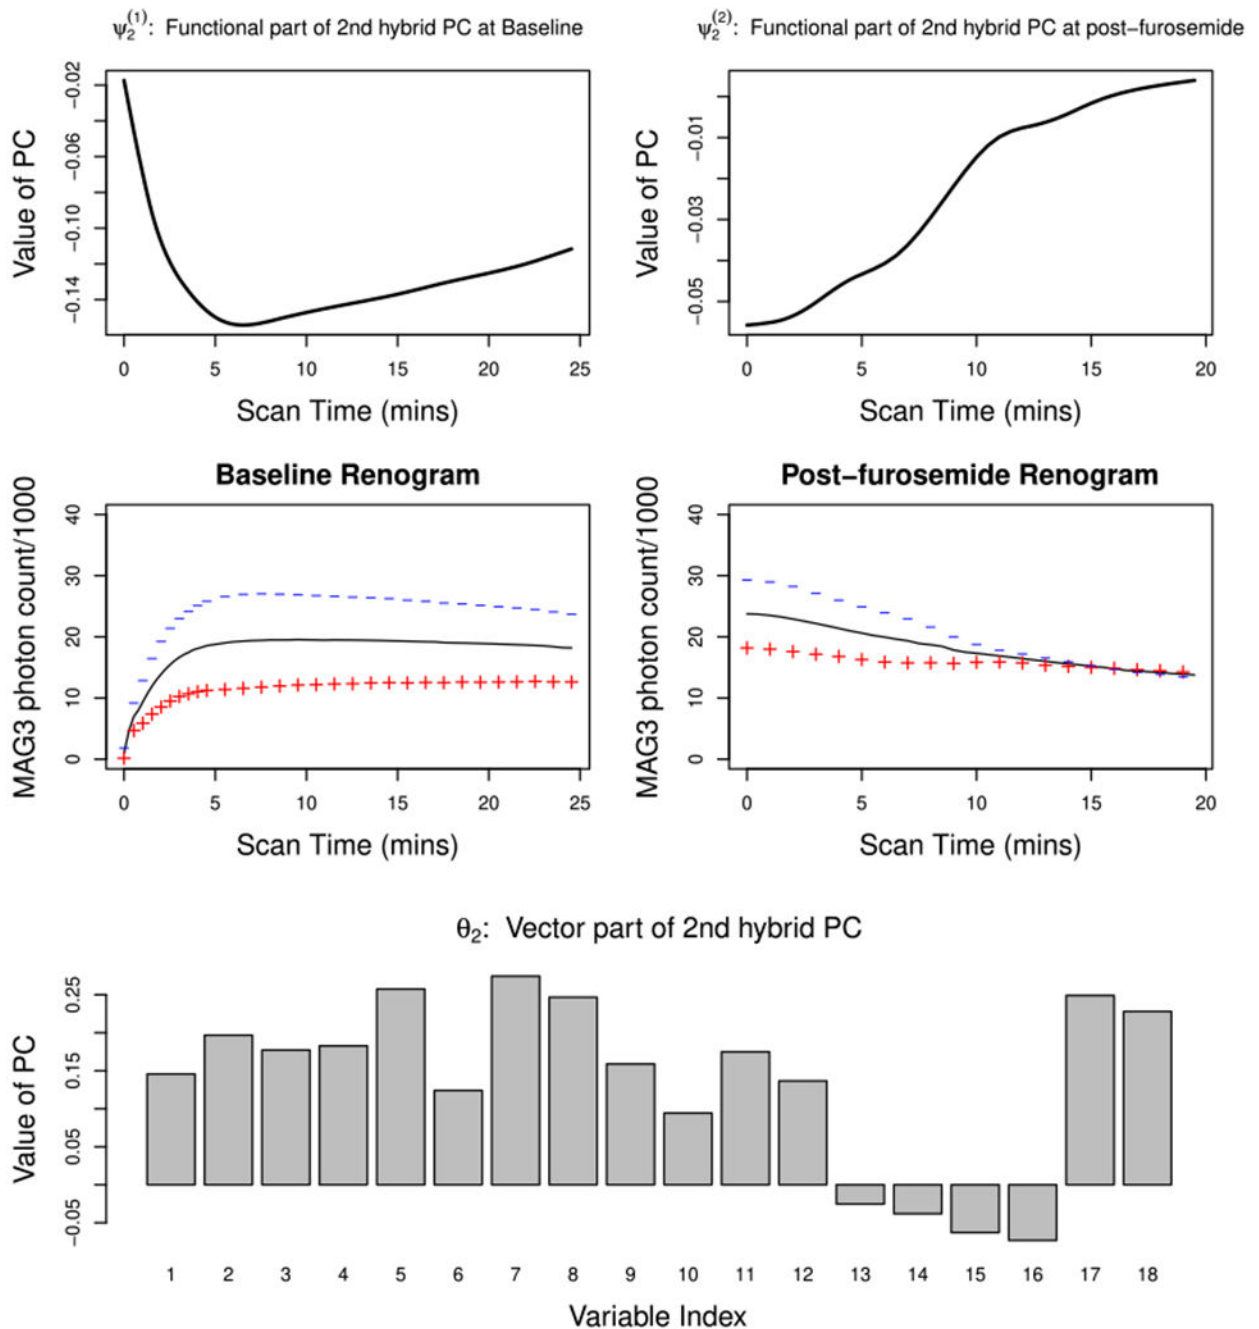 ψ₂⁽¹⁾: Functional part of 2nd hybrid PC at Baseline
Value of PC
−0.02
−0.06
−0.10
−0.14
0 5 10 15 20 25
Scan Time (mins)
ψ₂⁽²⁾: Functional part of 2nd hybrid PC at post−furosemide
Value of PC
−0.01
−0.03
−0.05
0 5 10 15 20
Scan Time (mins)
Baseline Renogram
MAG3 photon count/1000
40
30
20
10
0
0 5 10 15 20 25
Scan Time (mins)
Post−furosemide Renogram
MAG3 photon count/1000
40
30
20
10
0
0 5 10 15 20
Scan Time (mins)
θ₂: Vector part of 2nd hybrid PC
Value of PC
0.25
0.15
0.05
−0.05
1 2 3 4 5 6 7 8 9 10 11 12 13 14 15 16 17 18
Variable Index